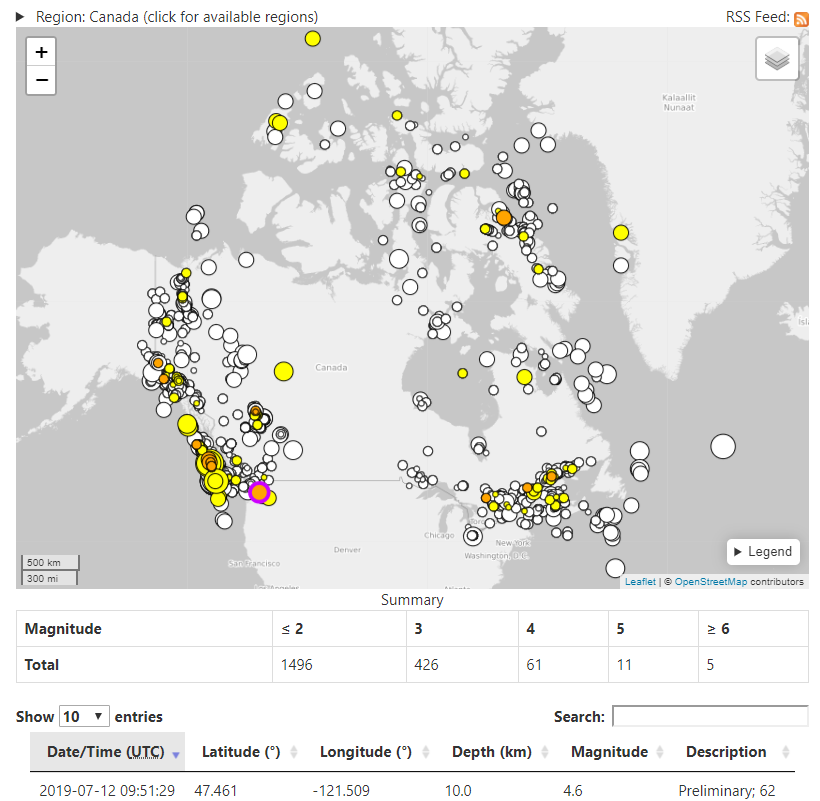 ▶ Region: Canada (click for available regions)
RSS Feed:
+
−
Kalaallit
Nunaat
Canada
Chicago
New York
Denver
Washington, D.C.
San Francisco
Los Angeles
▶ Legend
500 km
300 mi
Leaflet | © OpenStreetMap contributors
Summary
Magnitude ≤ 2 3 4 5 ≥ 6
Total 1496 426 61 11 5
Show 10 ▼ entries Search:
Date/Time (UTC) Latitude (°) Longitude (°) Depth (km) Magnitude Description
2019-07-12 09:51:29 47.461 -121.509 10.0 4.6 Preliminary; 62